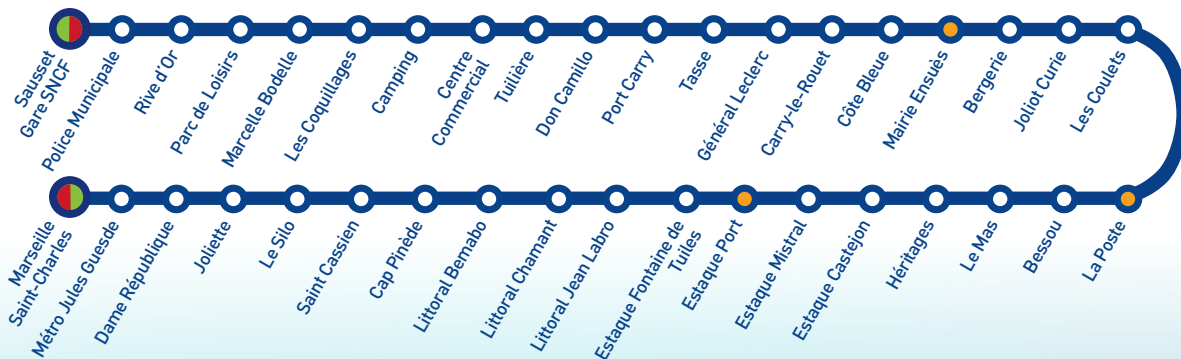 Sausset
Gare SNCF
Police Municipale
Rive d'Or
Parc de Loisirs
Marcelle Bodelle
Les Coquillages
Camping
Centre
Commercial
Tuilière
Don Camillo
Port Carry
Tasse
Général Leclerc
Carry-le-Rouet
Côte Bleue
Mairie Ensuès
Bergerie
Joliot Curie
Les Coulets
Marseille
Saint-Charles
Métro Jules Guesde
Dame République
Joliette
Le Silo
Saint Cassien
Cap Pinède
Littoral Bernabo
Littoral Chamant
Littoral Jean Labro
Estaque Fontaine de
Tuiles
Estaque Port
Estaque Mistral
Estaque Castejon
Héritages
Le Mas
Bessou
La Poste